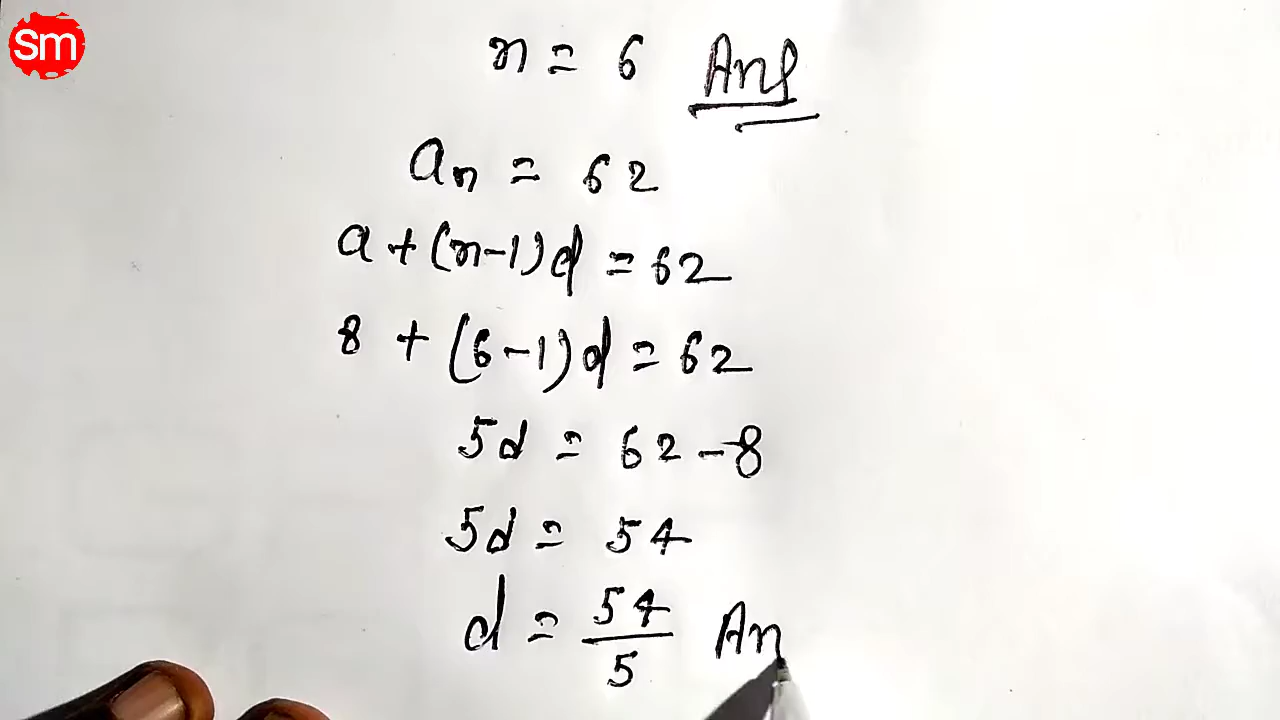 Sm
n = 6 Ans
an = 62
a + (n-1)d = 62
8 + (6-1)d = 62
5d = 62 - 8
5d = 54
d = 54/5 An